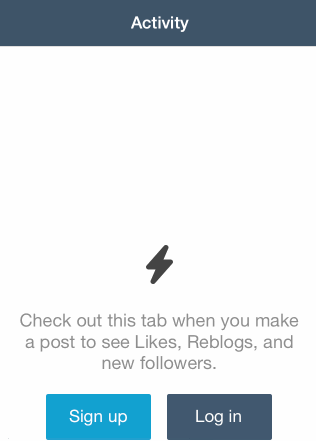 Activity
Check out this tab when you make
a post to see Likes, Reblogs, and
new followers.
Sign up
Log in